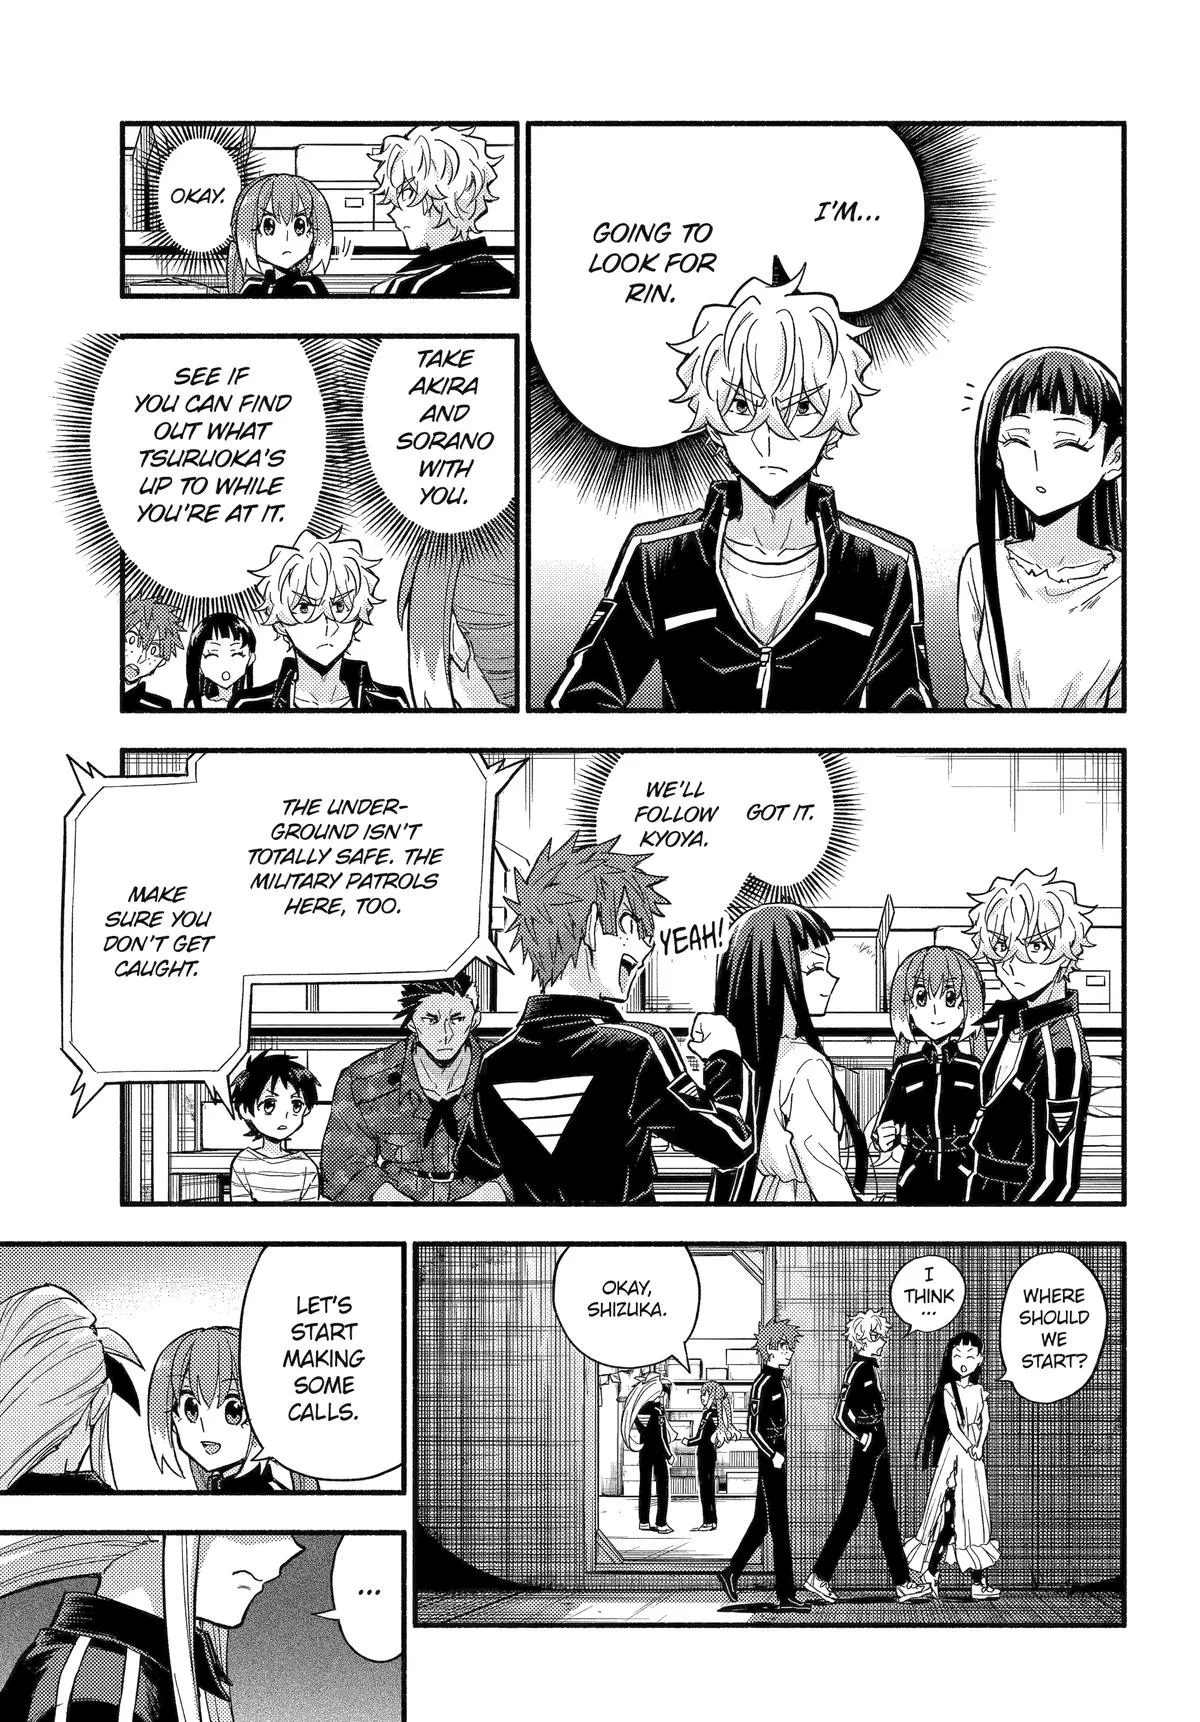 I'M...
GOING TO
LOOK FOR
RIN.
OKAY.
TAKE
AKIRA
AND
SORANO
WITH
YOU.
SEE IF
YOU CAN FIND
OUT WHAT
TSURUOKA'S
UP TO WHILE
YOU'RE AT IT.
GOT IT.
WE'LL
FOLLOW
KYOYA.
YEAH!
THE UNDER-
GROUND ISN'T
TOTALLY SAFE. THE
MILITARY PATROLS
HERE, TOO.
MAKE
SURE YOU
DON'T GET
CAUGHT.
WHERE
SHOULD
WE
START?
I
THINK
...
OKAY,
SHIZUKA.
LET'S
START
MAKING
SOME
CALLS.
...